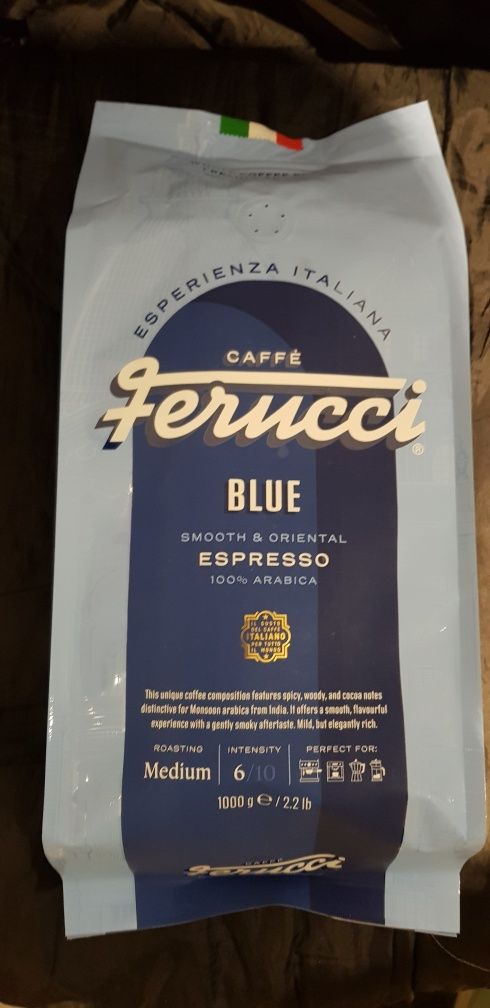 ESPERIENZA ITALIANA
CAFFÉ
Ferucci®
BLUE
SMOOTH & ORIENTAL
ESPRESSO
100% ARABICA
IL GUSTO
DEL CAFFÈ
ITALIANO
PER TUTTO
IL MONDO
This unique coffee composition features spicy, woody, and cocoa notes
distinctive for Monsoon arabica from India. It offers a smooth, flavourful
experience with a gently smoky aftertaste. Mild, but elegantly rich.
ROASTING INTENSITY PERFECT FOR:
Medium 6/10
1000 g ℮ / 2.2 lb
CAFFÉ
Ferucci